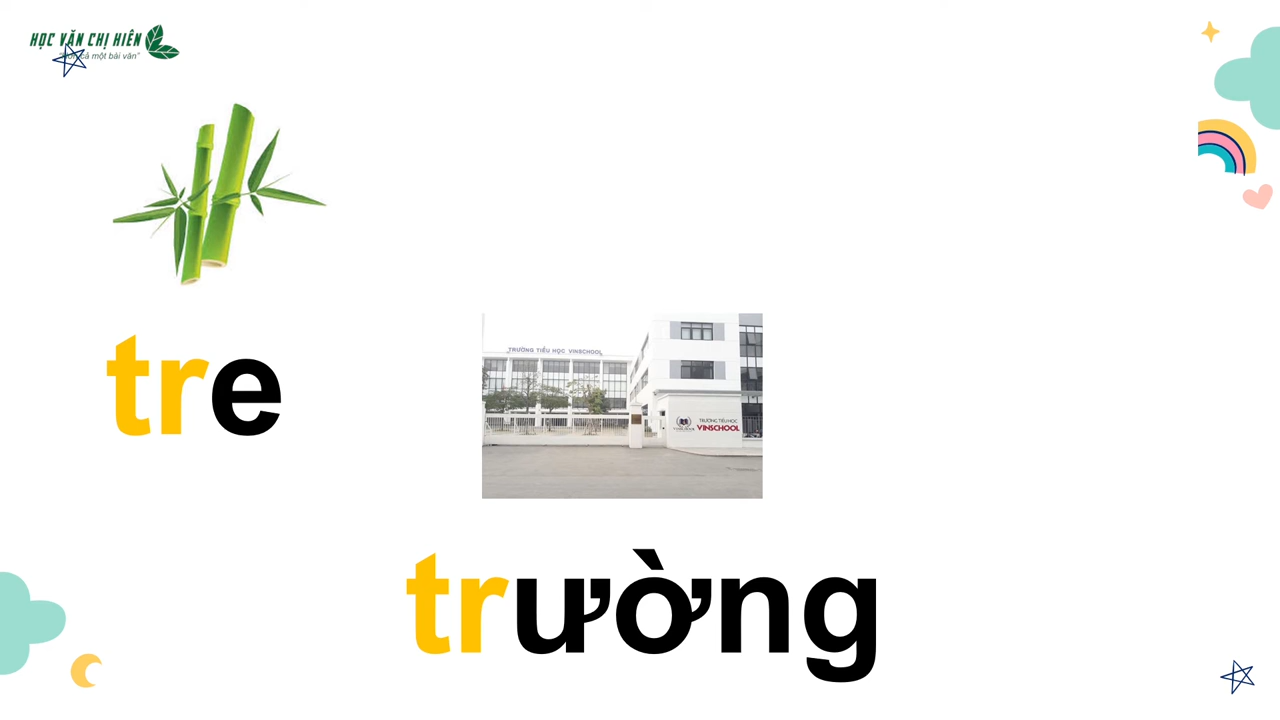 HỌC VĂN CHỊ HIÊN
tre
TRƯỜNG TIỂU HỌC VINSCHOOL
TRƯỜNG TIỂU HỌC
VINSCHOOL
trường